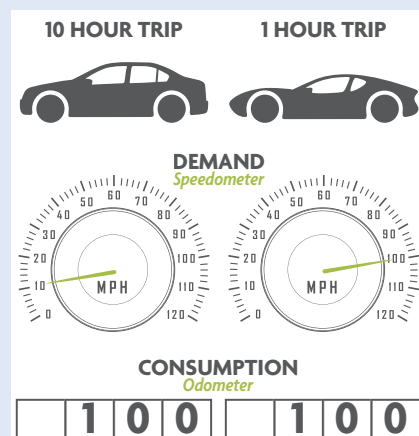 10 HOUR TRIP
1 HOUR TRIP
DEMAND
Speedometer
0 10 20 30 40 50 60 70 80 90 100 110 120
MPH
0 10 20 30 40 50 60 70 80 90 100 110 120
MPH
CONSUMPTION
Odometer
1 0 0
1 0 0